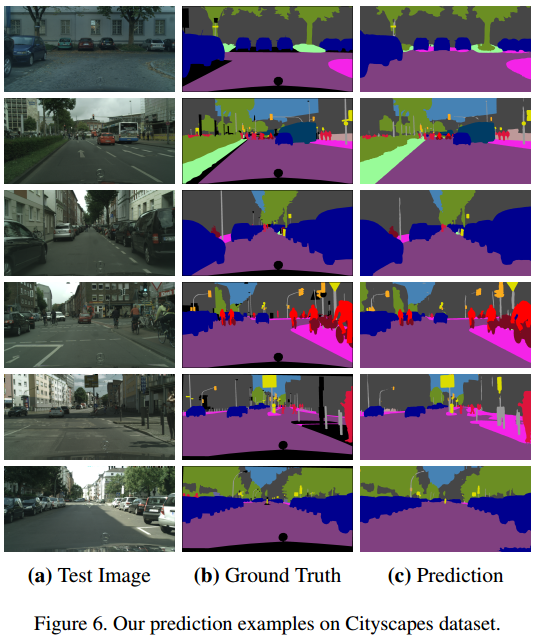 (a) Test Image (b) Ground Truth (c) Prediction
Figure 6. Our prediction examples on Cityscapes dataset.